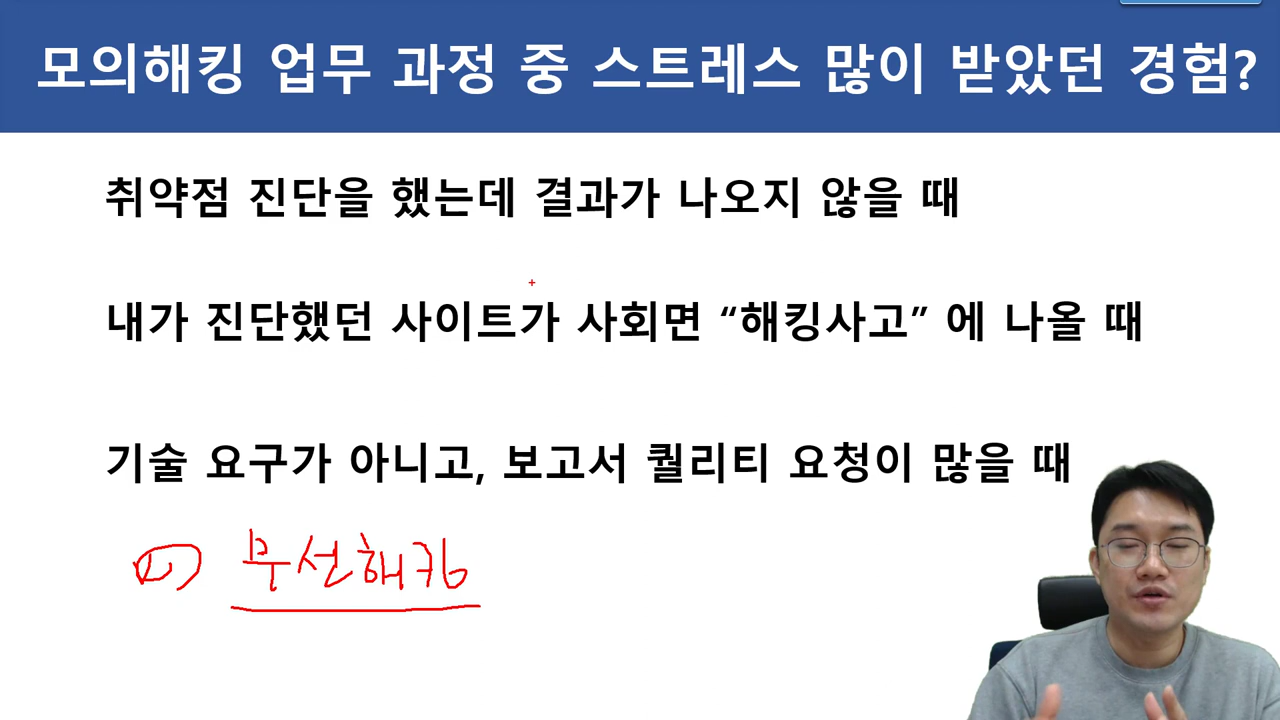 모의해킹 업무 과정 중 스트레스 많이 받았던 경험?
취약점 진단을 했는데 결과가 나오지 않을 때
내가 진단했던 사이트가 사회면 “해킹사고” 에 나올 때
기술 요구가 아니고, 보고서 퀄리티 요청이 많을 때
무선해킹